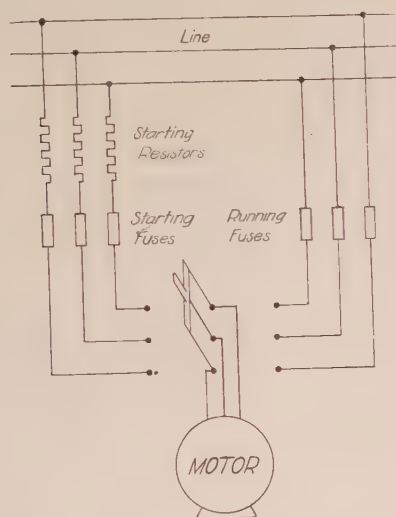 Line
Starting
Resistors
Starting
Fuses
Running
Fuses
MOTOR